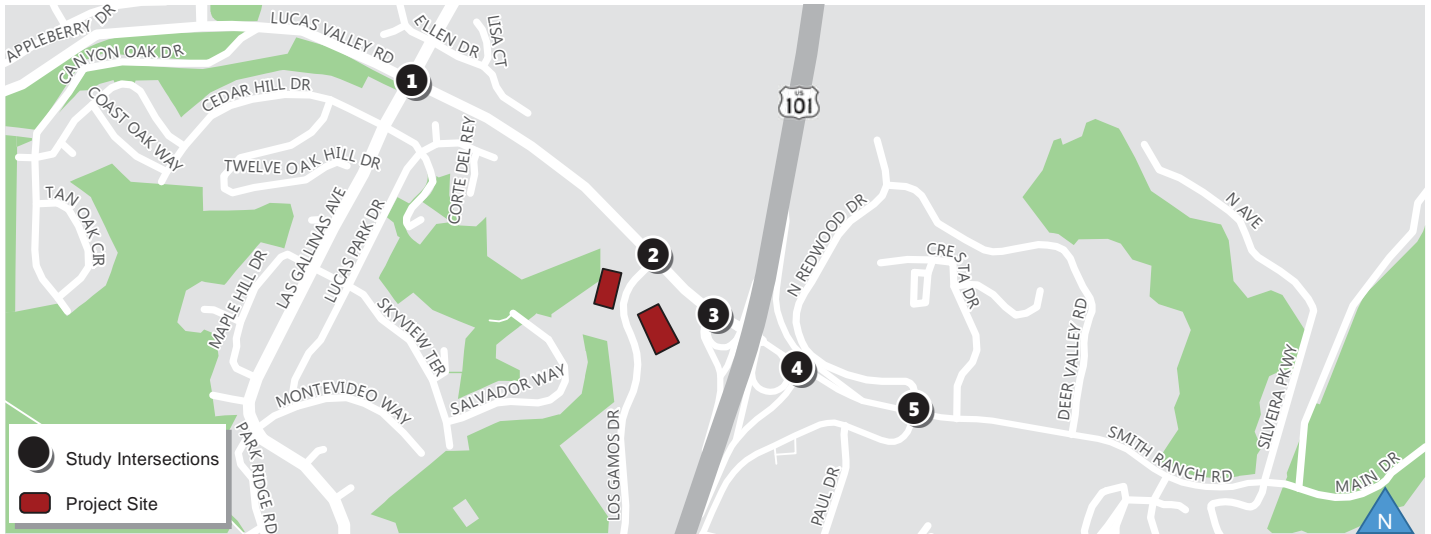 APPLEBERRY DR
LUCAS VALLEY RD
ELLEN DR
LISA CT
CANYON OAK DR
1
CEDAR HILL DR
COAST OAK WAY
US
101
CORTE DEL REY
TWELVE OAK HILL DR
TAN OAK CIR
LAS GALLINAS AVE
LUCAS PARK DR
N REDWOOD DR
N AVE
2
CRESTA DR
MAPLE HILL DR
3
SKYVIEW TER
DEER VALLEY RD
4
SILVEIRA PKWY
MONTEVIDEO WAY
SALVADOR WAY
5
LOS GAMOS DR
PARK RIDGE RD
SMITH RANCH RD
PAUL DR
MAIN DR
Study Intersections
Project Site
N